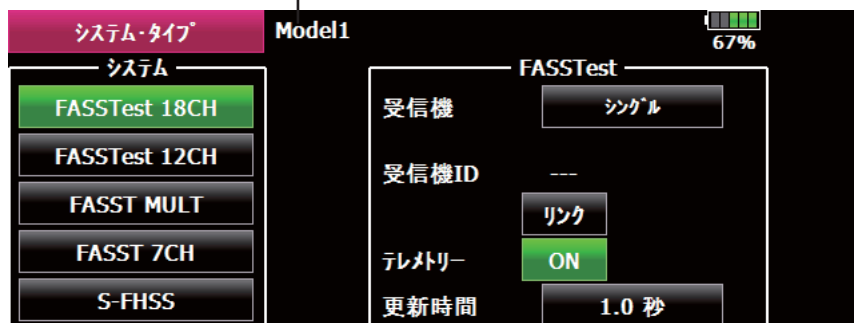 ｼｽﾃﾑ･ﾀｲﾌﾟ
Model1
67%
ｼｽﾃﾑ
FASSTest 18CH
FASSTest 12CH
FASST MULT
FASST 7CH
S-FHSS
FASSTest
受信機
ｼﾝｸﾞﾙ
受信機ID
---
ﾘﾝｸ
ﾃﾚﾒﾄﾘｰ
ON
更新時間
1.0 秒